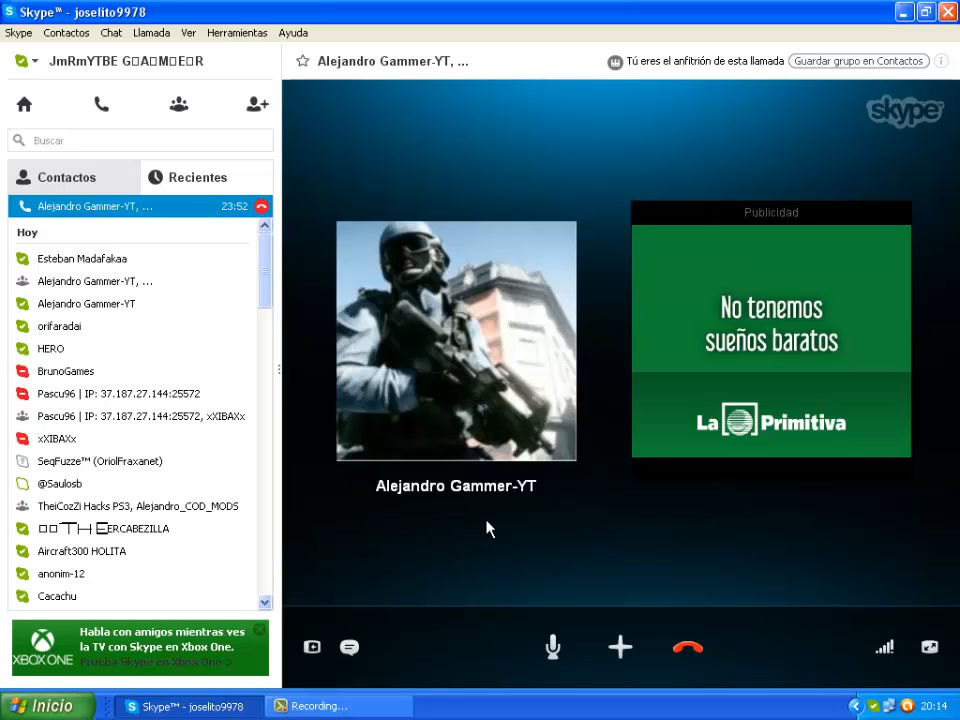 Skype™ - joselito9978
Skype Contactos Chat Llamada Ver Herramientas Ayuda
JmRmYTBE G□A□M□E□R
Alejandro Gammer-YT, ...
Tú eres el anfitrión de esta llamada
Guardar grupo en Contactos
skype
Buscar
Contactos
Recientes
Alejandro Gammer-YT, ... 23:52
Hoy
Esteban Madafakaa
Alejandro Gammer-YT, ...
Alejandro Gammer-YT
orifaradai
HERO
BrunoGames
Pascu96 | IP: 37.187.27.144:25572
Pascu96 | IP: 37.187.27.144:25572, xXIBAXx
xXIBAXx
SeqFuzze™ (OriolFraxanet)
@Saulosb
TheiCozZi Hacks PS3, Alejandro_COD_MODS
□□TH EERCABEZILLA
Aircraft300 HOLITA
anonim-12
Cacachu
Publicidad
No tenemos
sueños baratos
La Primitiva
Alejandro Gammer-YT
XBOX ONE
Habla con amigos mientras ves
la TV con Skype en Xbox One.
Prueba Skype en Xbox One >
Inicio
Skype™ - joselito9978
Recording...
20:14